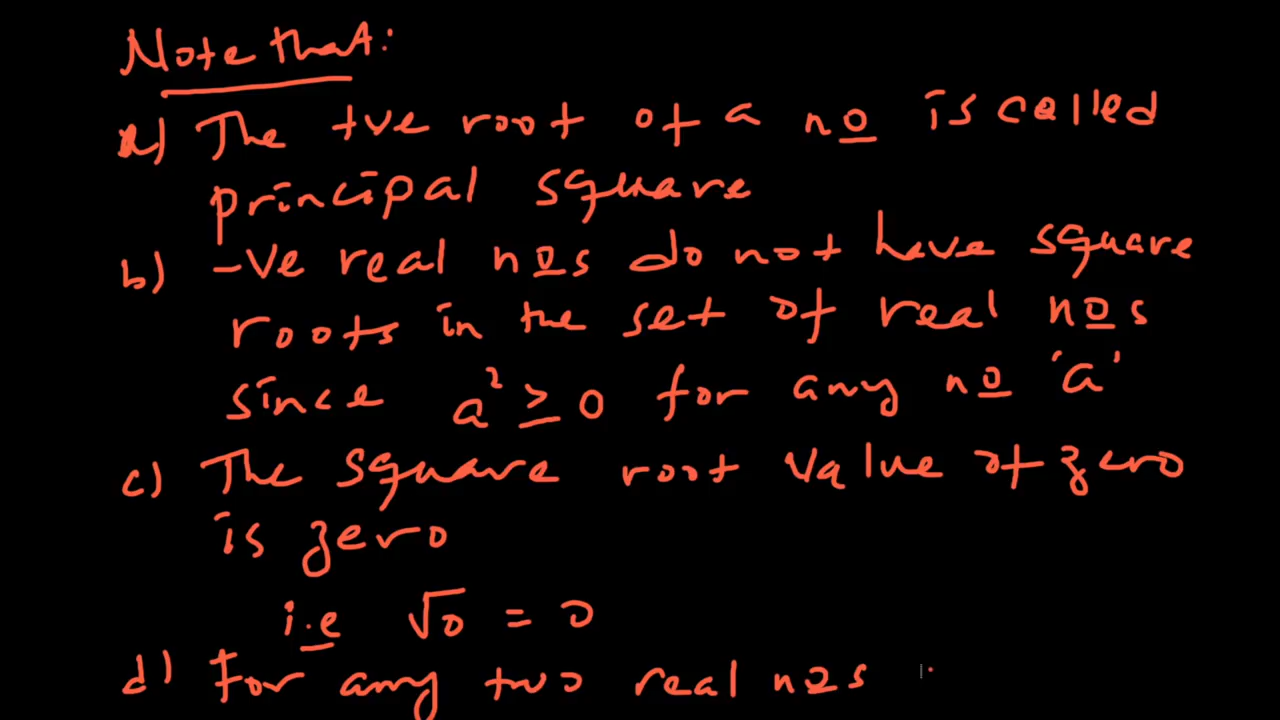 Note that:
a) The +ve root of a no is called
principal square
b) -ve real nos do not have square
roots in the set of real nos
since a² ≥ 0 for any no 'a'
c) The square root value of zero
is zero
i.e √0 = 0
d) For any two real nos